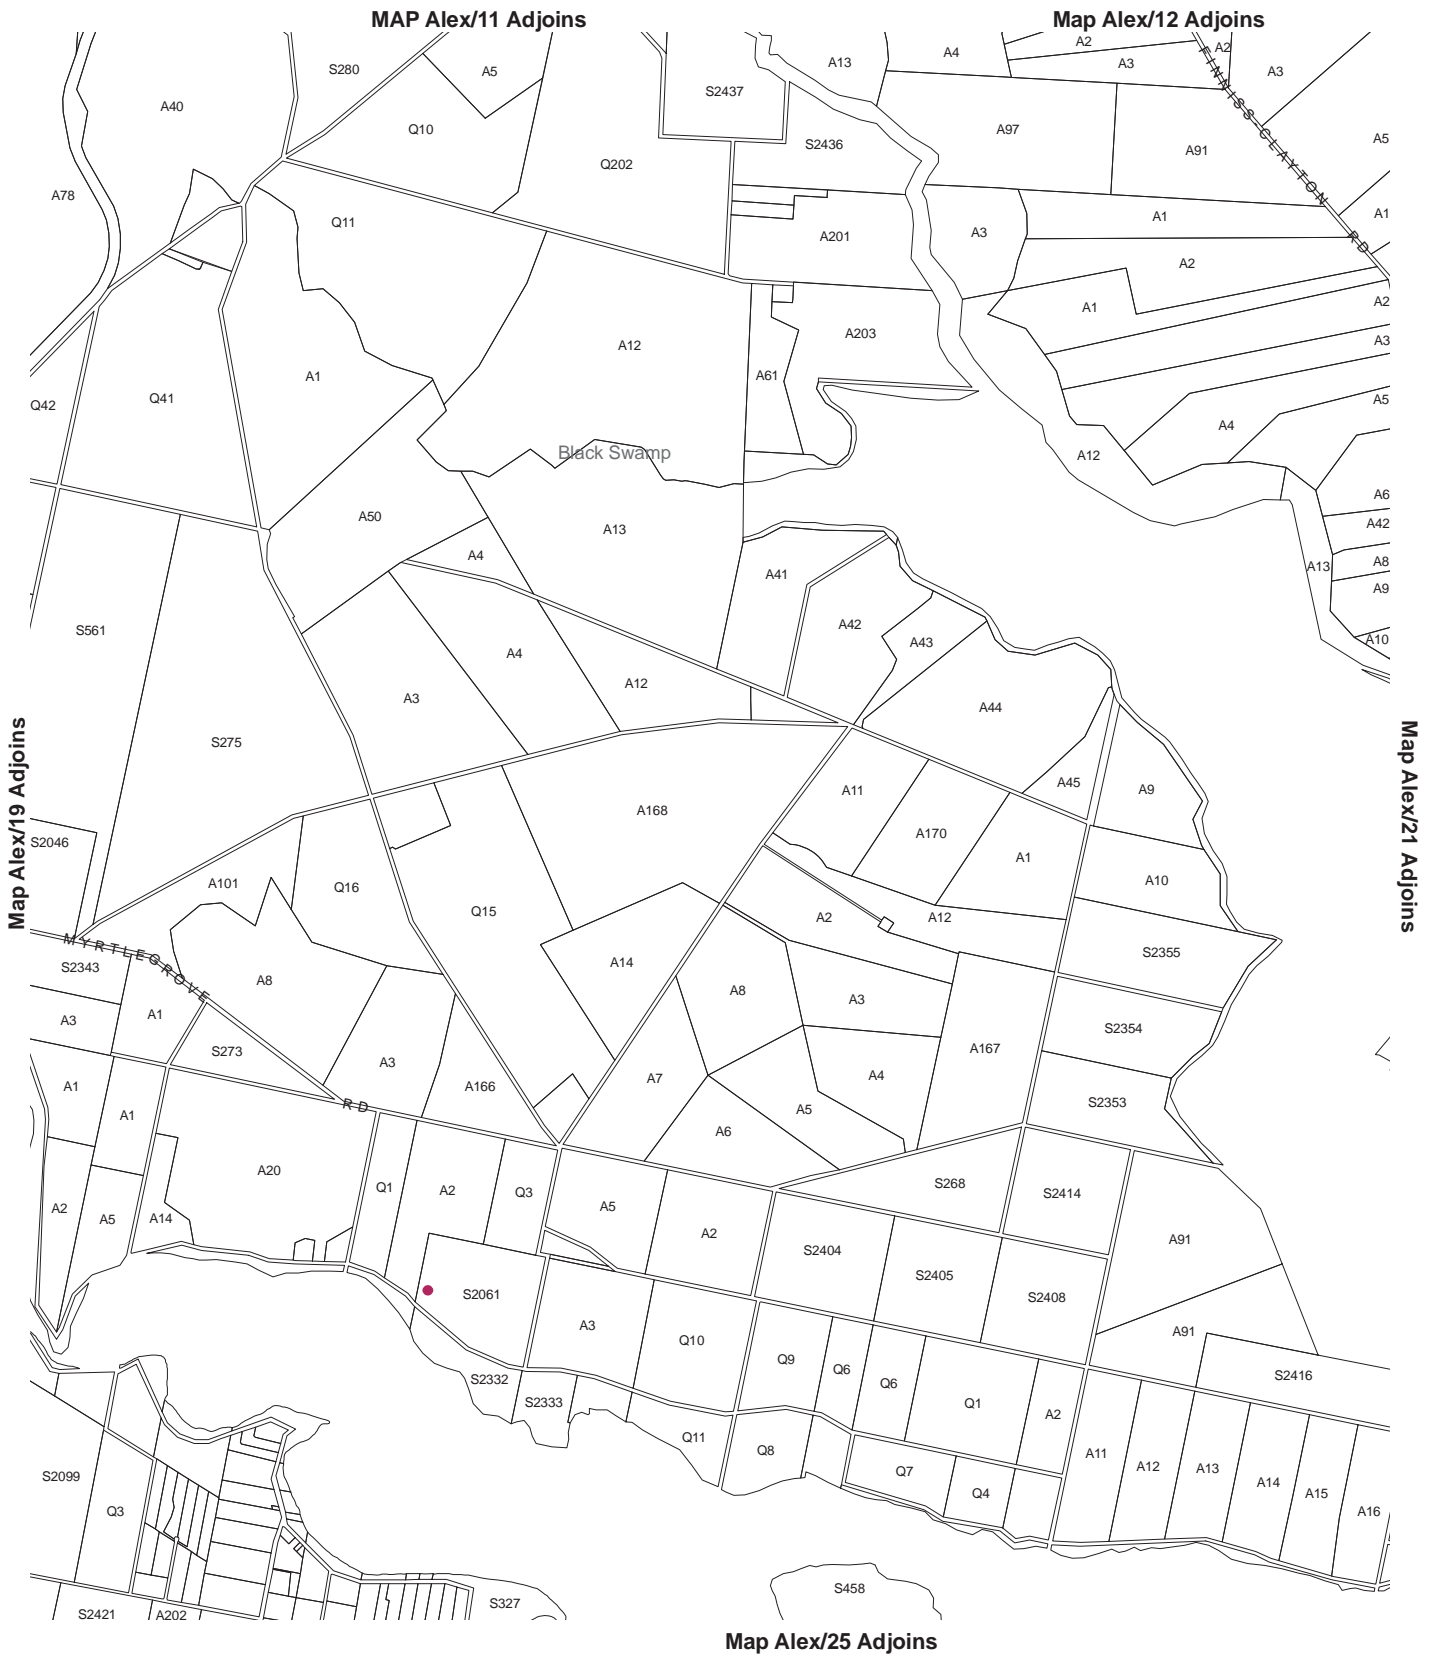 MAP Alex/11 Adjoins
Map Alex/12 Adjoins
A2
A2
A13
A4
A3
A3
S280
A5
A40
S2437
Q10
A97
A5
S2436
A91
Q202
FINNISS-CLAYTON RD
A78
A1
A1
Q11
A3
A201
A2
A2
A1
A203
A3
A12
A61
A1
Q41
A5
Q42
A4
Black Swamp
A12
A6
A50
A42
A13
A4
A8
A13
A41
A9
S561
A42
A10
A43
A4
A12
A3
A44
Map Alex/19 Adjoins
Map Alex/21 Adjoins
S275
A45
A11
A9
A168
A170
S2046
A1
A101
Q16
A10
Q15
A2
A12
MYRTLEGROVE RD
S2355
S2343
A14
A8
A8
A3
A1
A3
S2354
S273
A167
A3
A7
A4
A1
A166
S2353
A1
A5
A6
A20
Q1
A2
Q3
S268
S2414
A2
A5
A14
A5
A2
A91
S2404
S2405
S2061
S2408
A3
A91
Q10
Q9
Q6
Q6
S2416
S2332
S2333
Q1
A2
Q11
Q8
A11
A12
A13
A14
A15
A16
Q7
Q4
S2099
Q3
S458
S327
S2421
A202
Map Alex/25 Adjoins